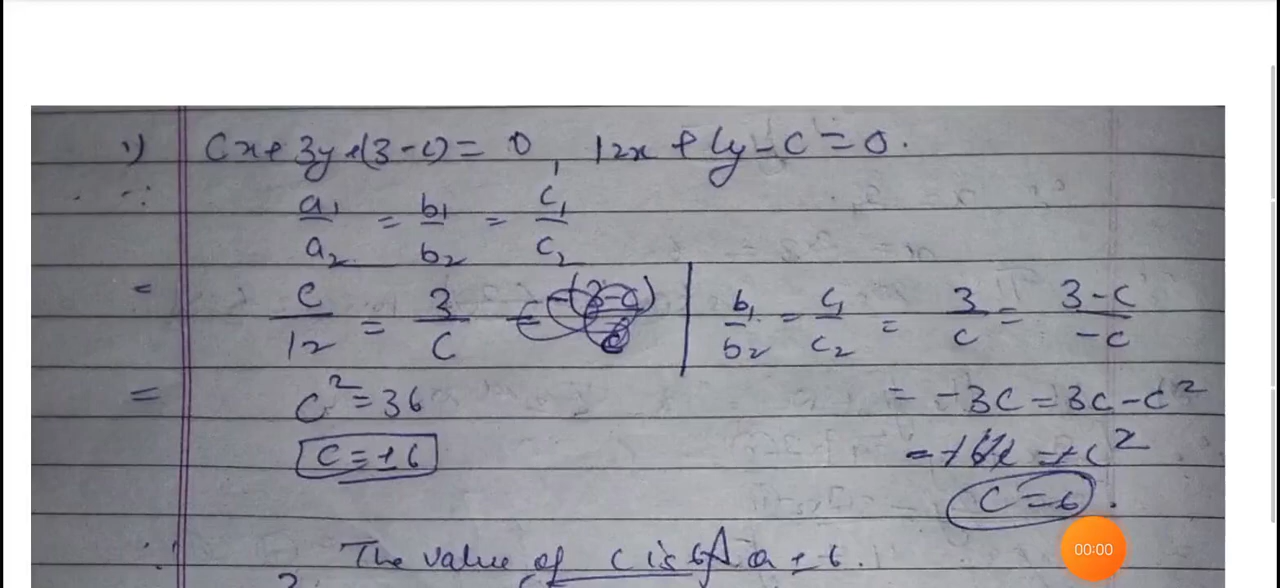 1) Cx + 3y + (3-c) = 0, 12x + cy - c = 0.
∵ a1/a2 = b1/b2 = c1/c2
= c/12 = 3/c = | b1/b2 = c1/c2 = 3/c = 3-c/-c
= c² = 36 = -3c = 3c - c²
c = ±6 = c²
c = 6.
∴ The value of c is 6
00:00